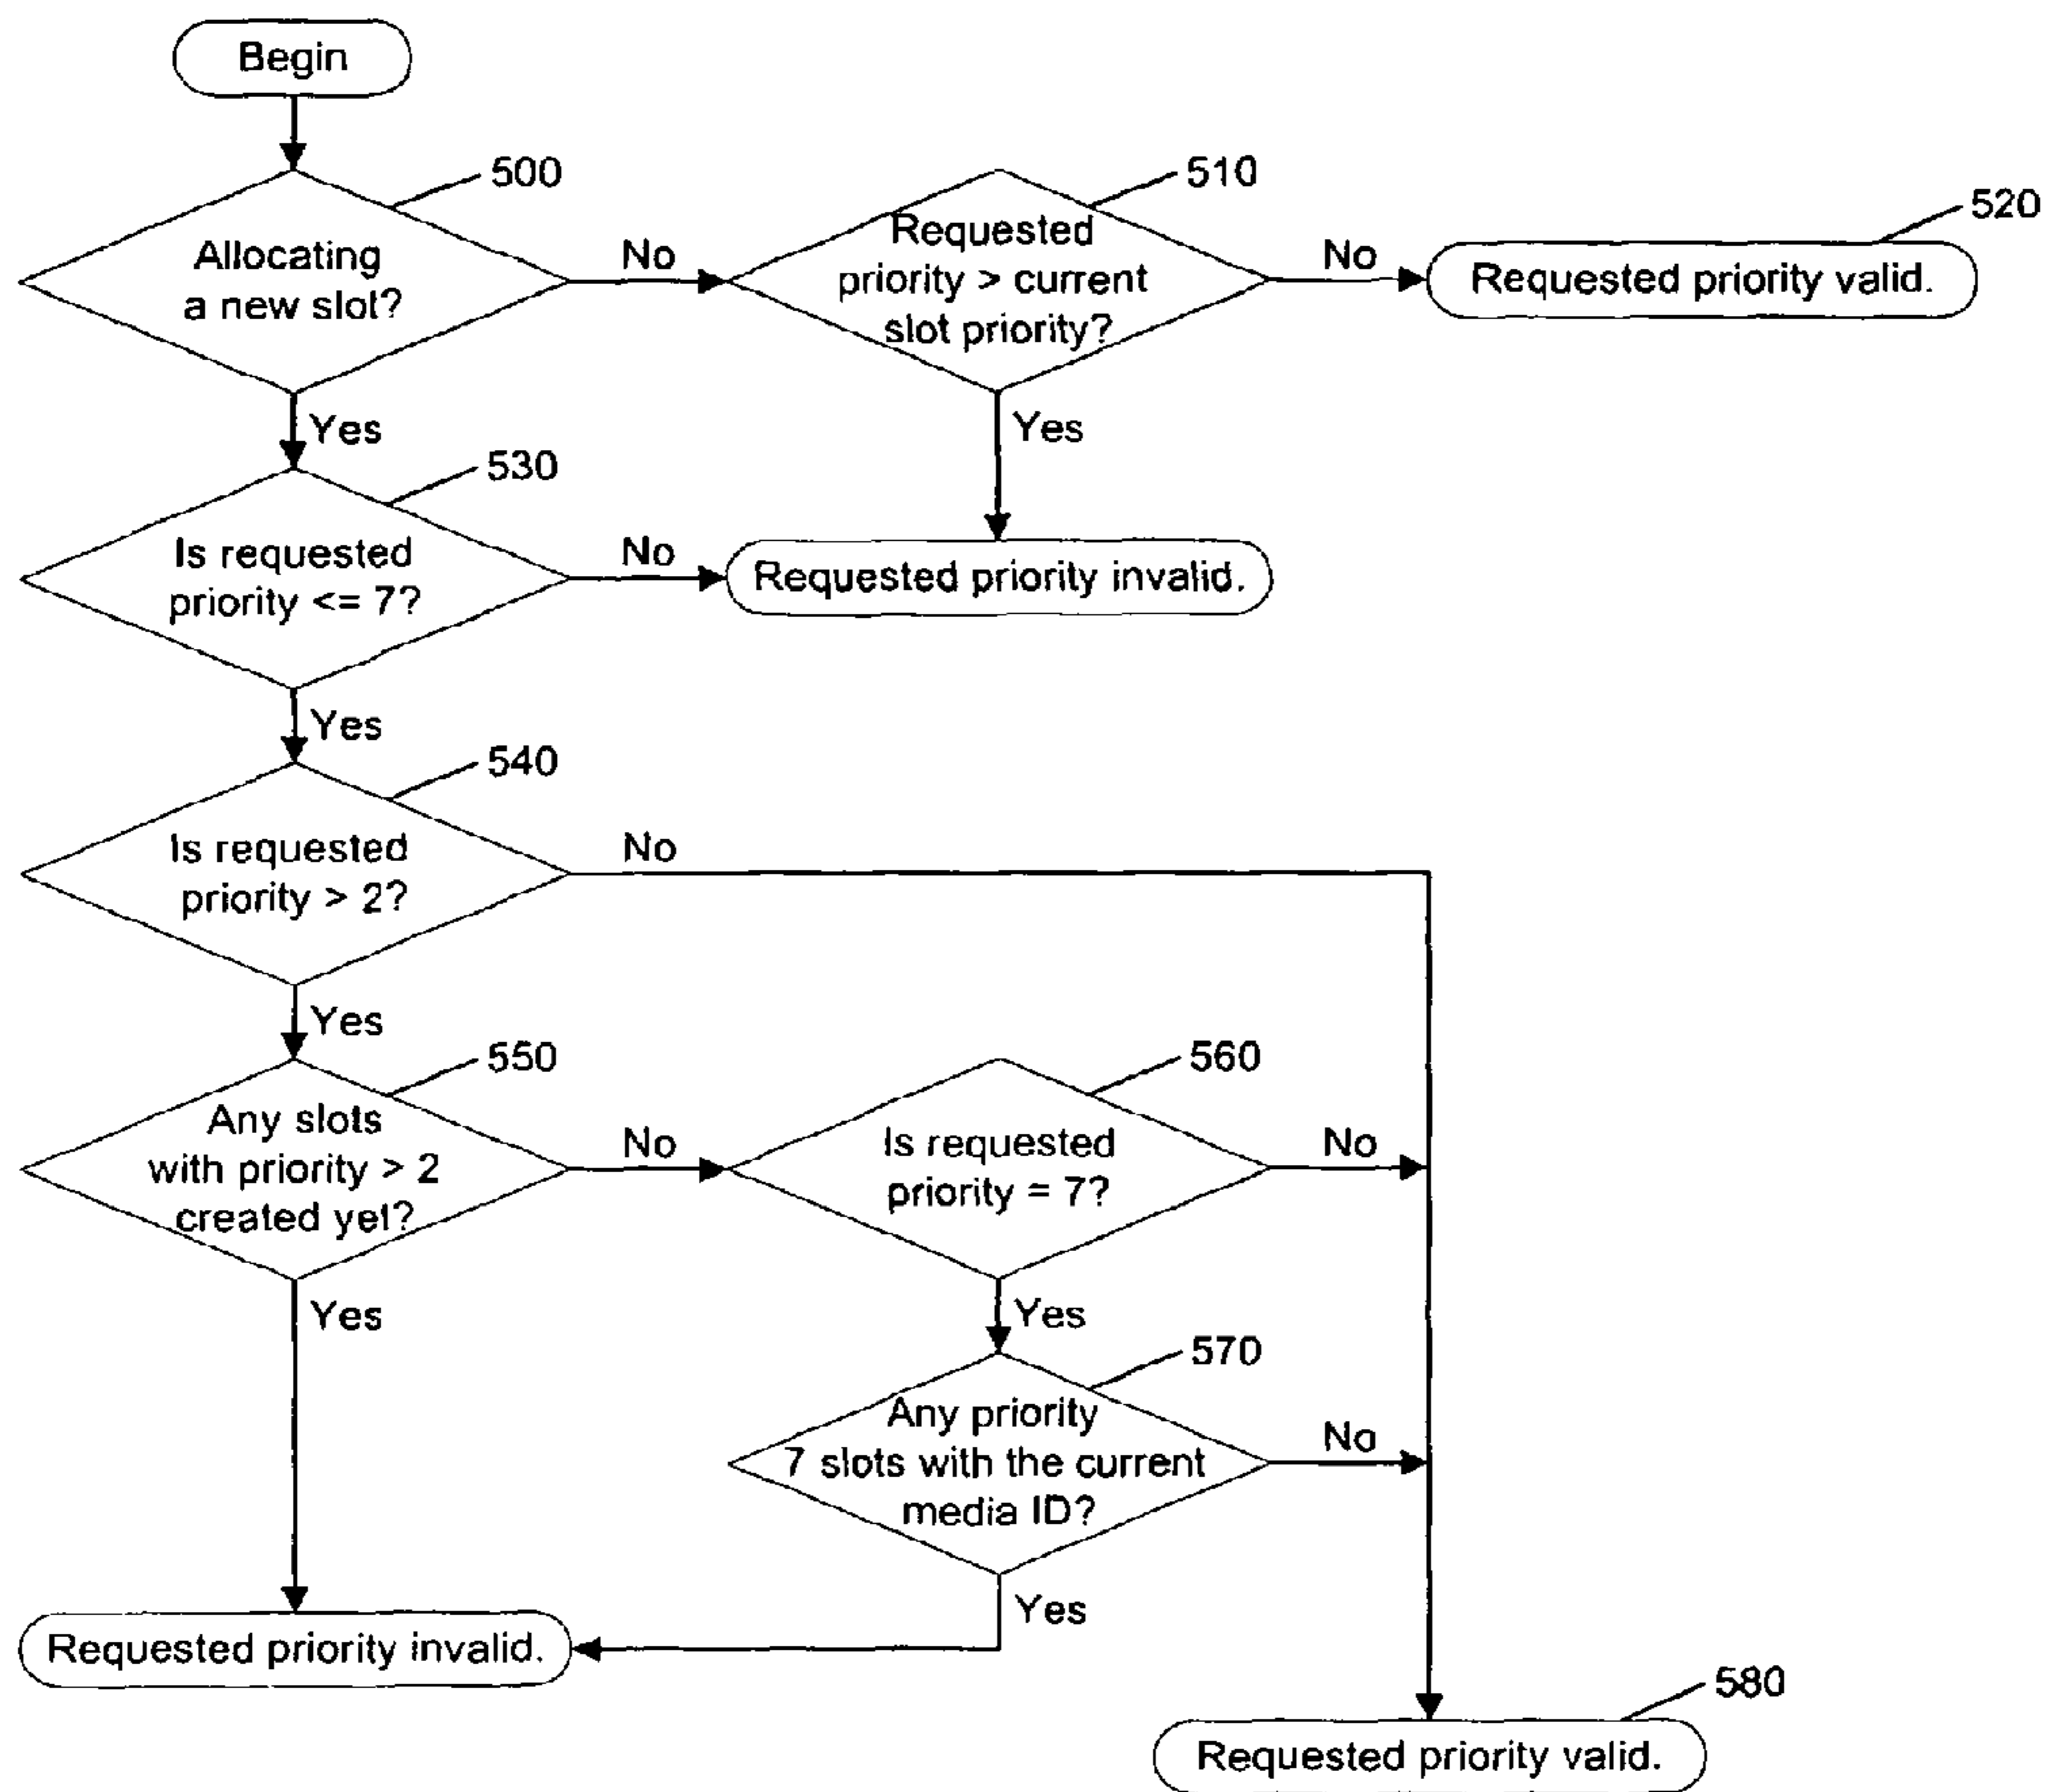 Begin
500
Allocating
a new slot?
No
510
Requested
priority > current
slot priority?
No
520
Requested priority valid.
Yes
Yes
530
Is requested
priority <= 7?
No
Requested priority invalid.
Yes
540
Is requested
priority > 2?
No
Yes
550
Any slots
with priority > 2
created yet?
No
560
Is requested
priority = 7?
No
Yes
Yes
570
Any priority
7 slots with the current
media ID?
No
Yes
Requested priority invalid.
580
Requested priority valid.